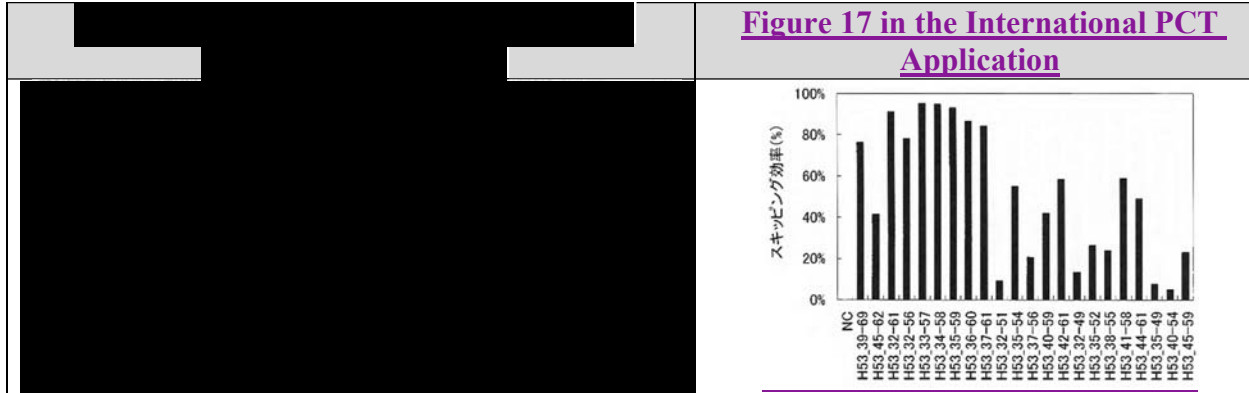 Figure 17 in the International PCT
Application
100%
80%
60%
40%
20%
0%
スキッピング効率(%)
NC
H53_39-69
H53_45-62
H53_32-61
H53_32-56
H53_33-57
H53_34-58
H53_35-59
H53_36-60
H53_37-61
H53_32-51
H53_35-54
H53_37-56
H53_40-59
H53_42-61
H53_32-49
H53_35-52
H53_38-55
H53_41-58
H53_44-61
H53_35-49
H53_40-54
H53_45-59